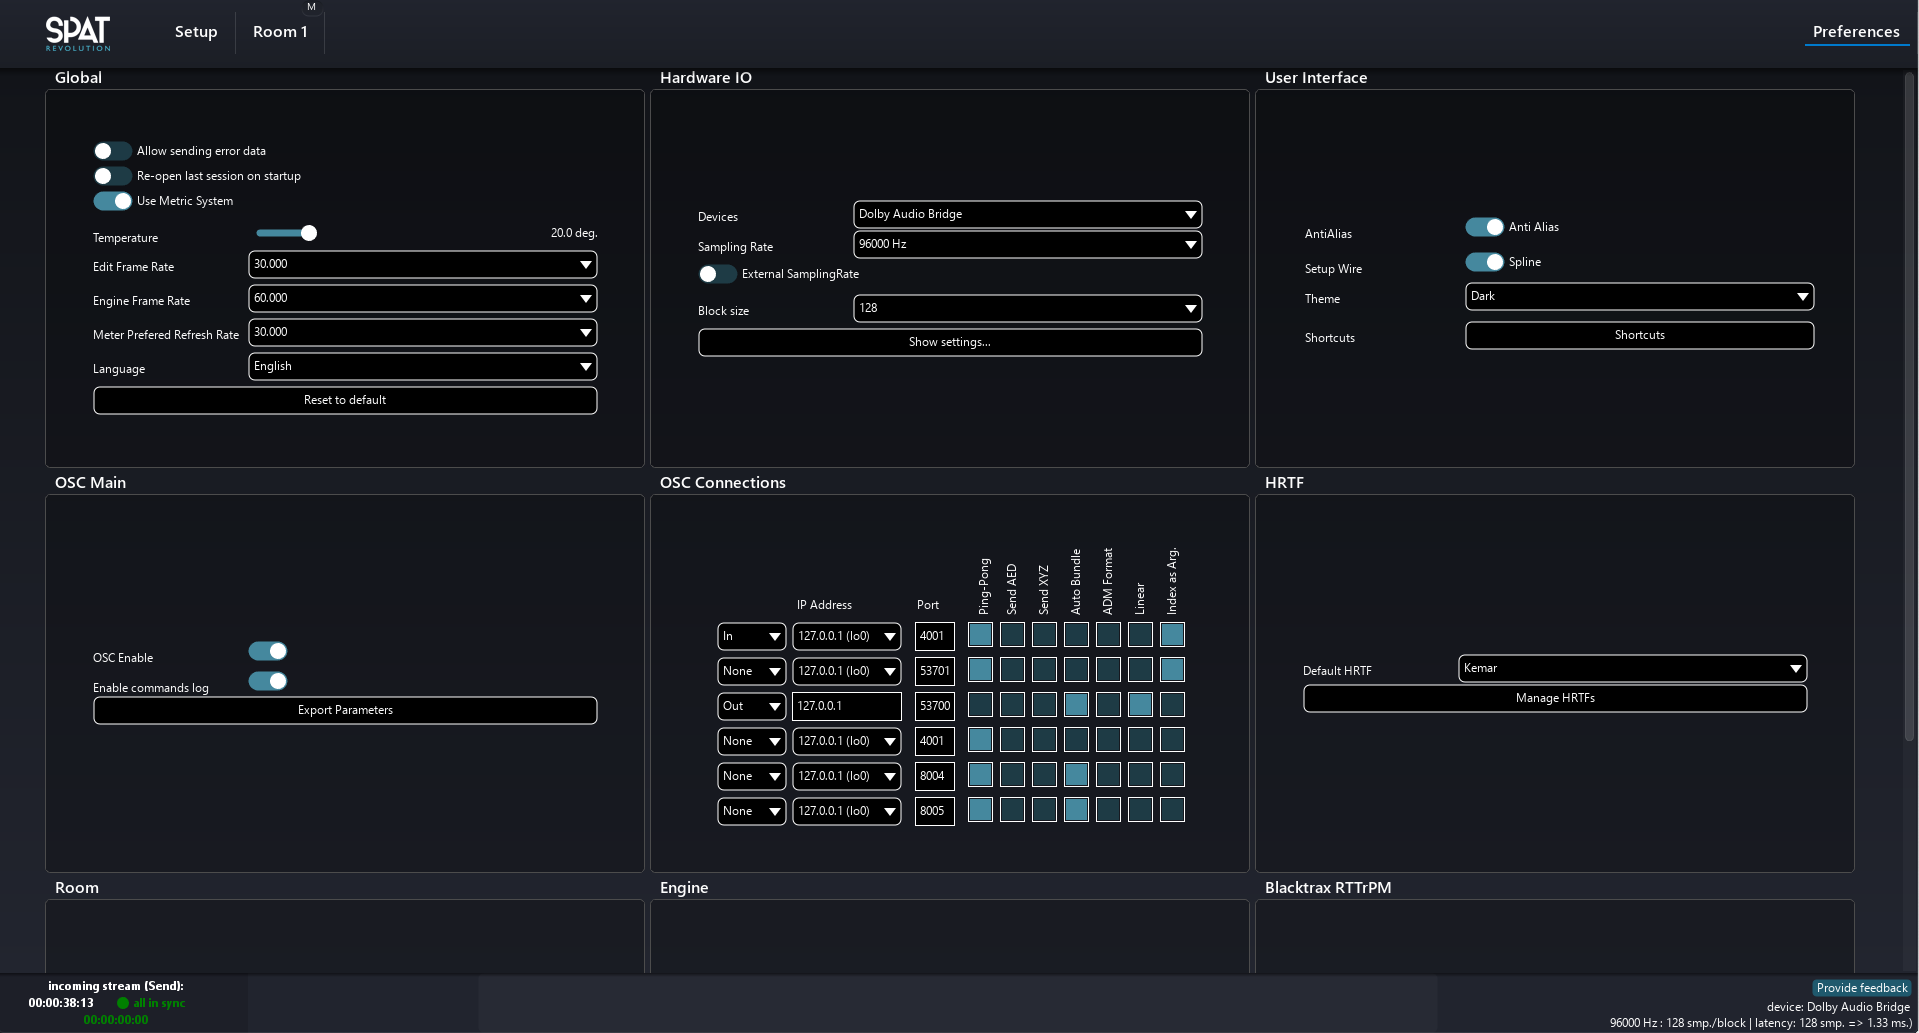 SPAT
REVOLUTION
Setup
Room 1
M
Preferences
Global
Allow sending error data
Re-open last session on startup
Use Metric System
Temperature 20.0 deg.
Edit Frame Rate 30.000
Engine Frame Rate 60.000
Meter Prefered Refresh Rate 30.000
Language English
Reset to default
Hardware IO
Devices Dolby Audio Bridge
Sampling Rate 96000 Hz
External SamplingRate
Block size 128
Show settings...
User Interface
AntiAlias Anti Alias
Setup Wire Spline
Theme Dark
Shortcuts Shortcuts
OSC Main
OSC Enable
Enable commands log
Export Parameters
OSC Connections
IP Address Port Ping-Pong Send AED Send XYZ Auto Bundle ADM Format Linear Index as Arg.
In 127.0.0.1 (lo0) 4001
None 127.0.0.1 (lo0) 53701
Out 127.0.0.1 53700
None 127.0.0.1 (lo0) 4001
None 127.0.0.1 (lo0) 8004
None 127.0.0.1 (lo0) 8005
HRTF
Default HRTF Kemar
Manage HRTFs
Room
Engine
Blacktrax RTTrPM
incoming stream (Send):
00:00:38:13 all in sync
00:00:00:00
Provide feedback
device: Dolby Audio Bridge
96000 Hz : 128 smp./block | latency: 128 smp. => 1.33 ms.)